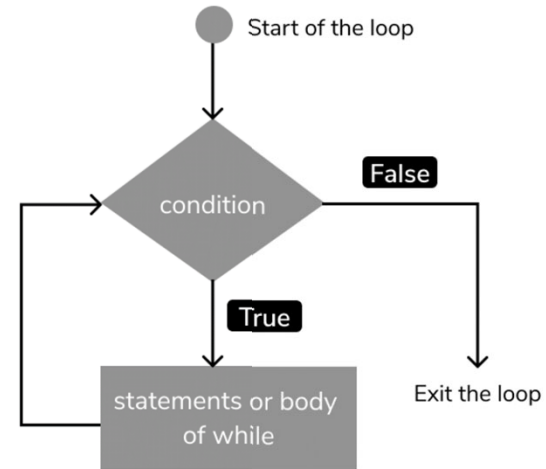 Start of the loop
condition
False
True
statements or body
of while
Exit the loop